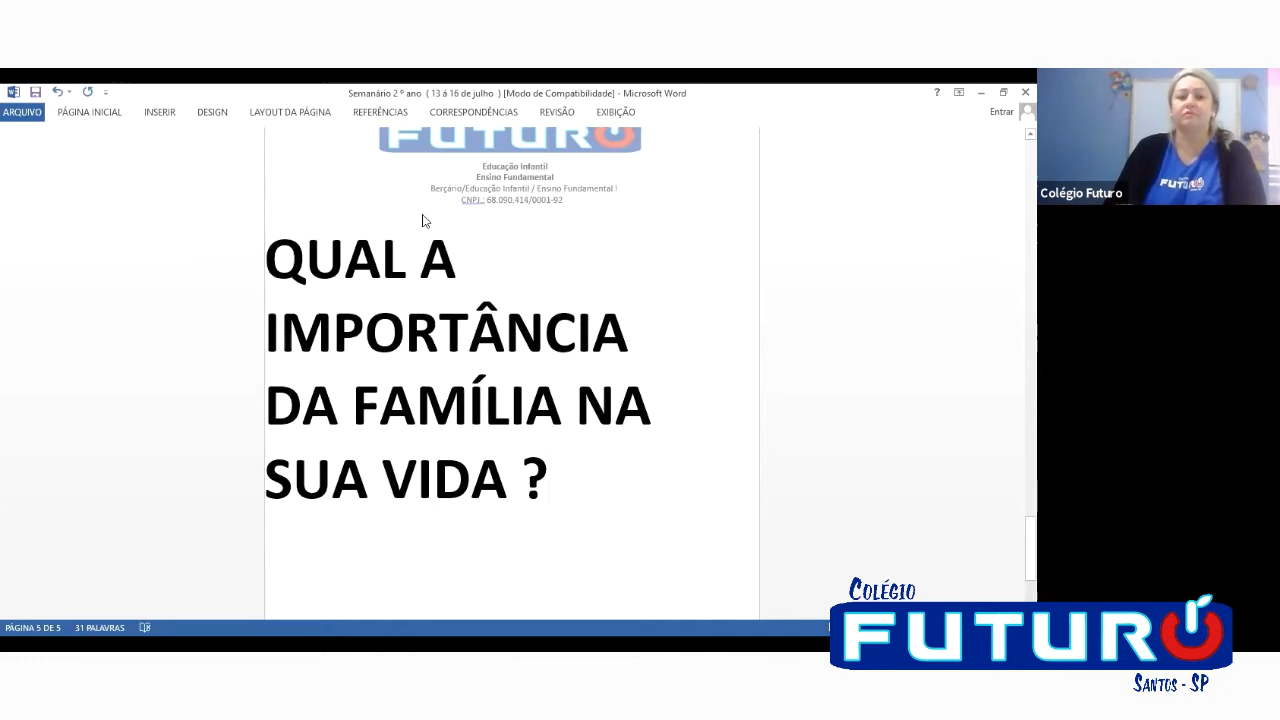 Semanário 2 º ano ( 13 á 16 de julho ) [Modo de Compatibilidade] - Microsoft Word
?
ARQUIVO PÁGINA INICIAL INSERIR DESIGN LAYOUT DA PÁGINA REFERÊNCIAS CORRESPONDÊNCIAS REVISÃO EXIBIÇÃO Entrar
FUTURO
Educação Infantil
Ensino Fundamental
Berçário/Educação Infantil / Ensino Fundamental I
CNPJ.: 68.090.414/0001-92
QUAL A
IMPORTÂNCIA
DA FAMÍLIA NA
SUA VIDA ?
PÁGINA 5 DE 5 31 PALAVRAS
FUTURO
Colégio Futuro
COLÉGIO
FUTURO
SANTOS - SP